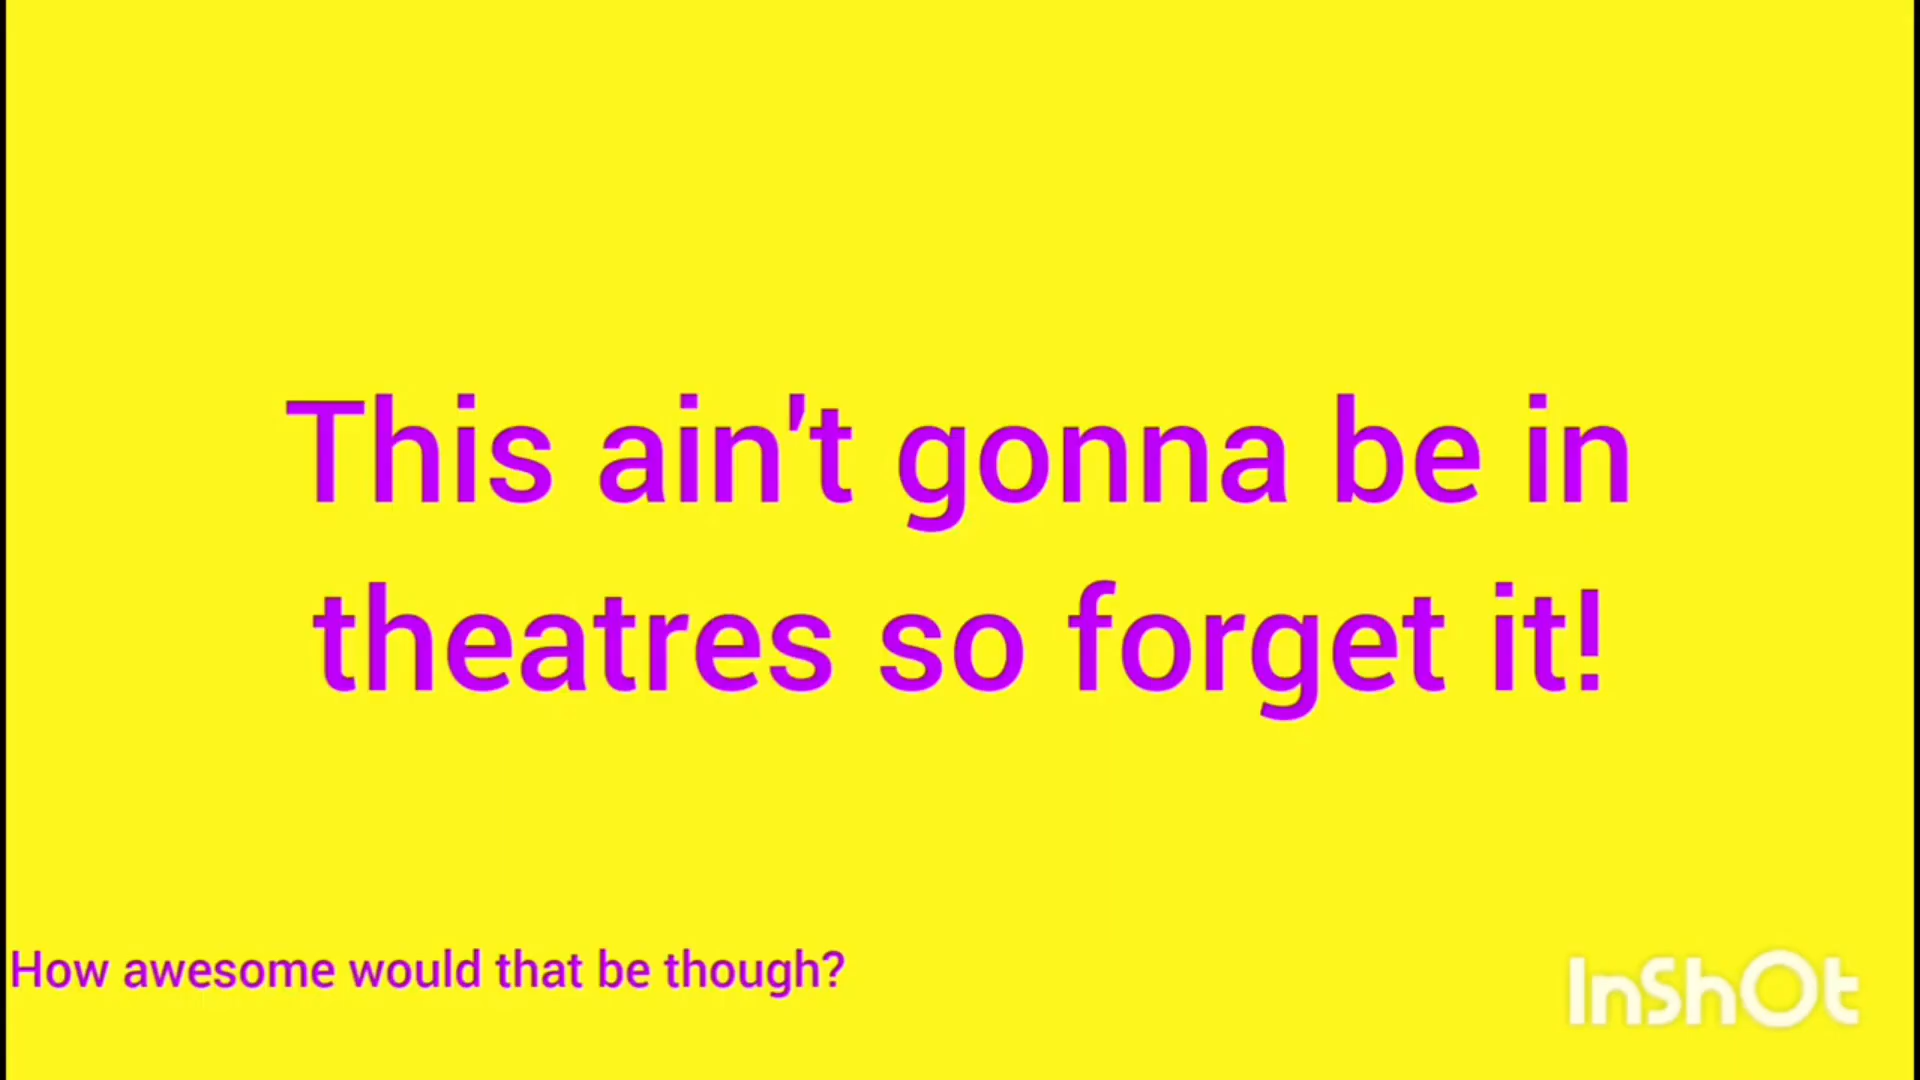 This ain't gonna be in
theatres so forget it!
How awesome would that be though?
InShOt